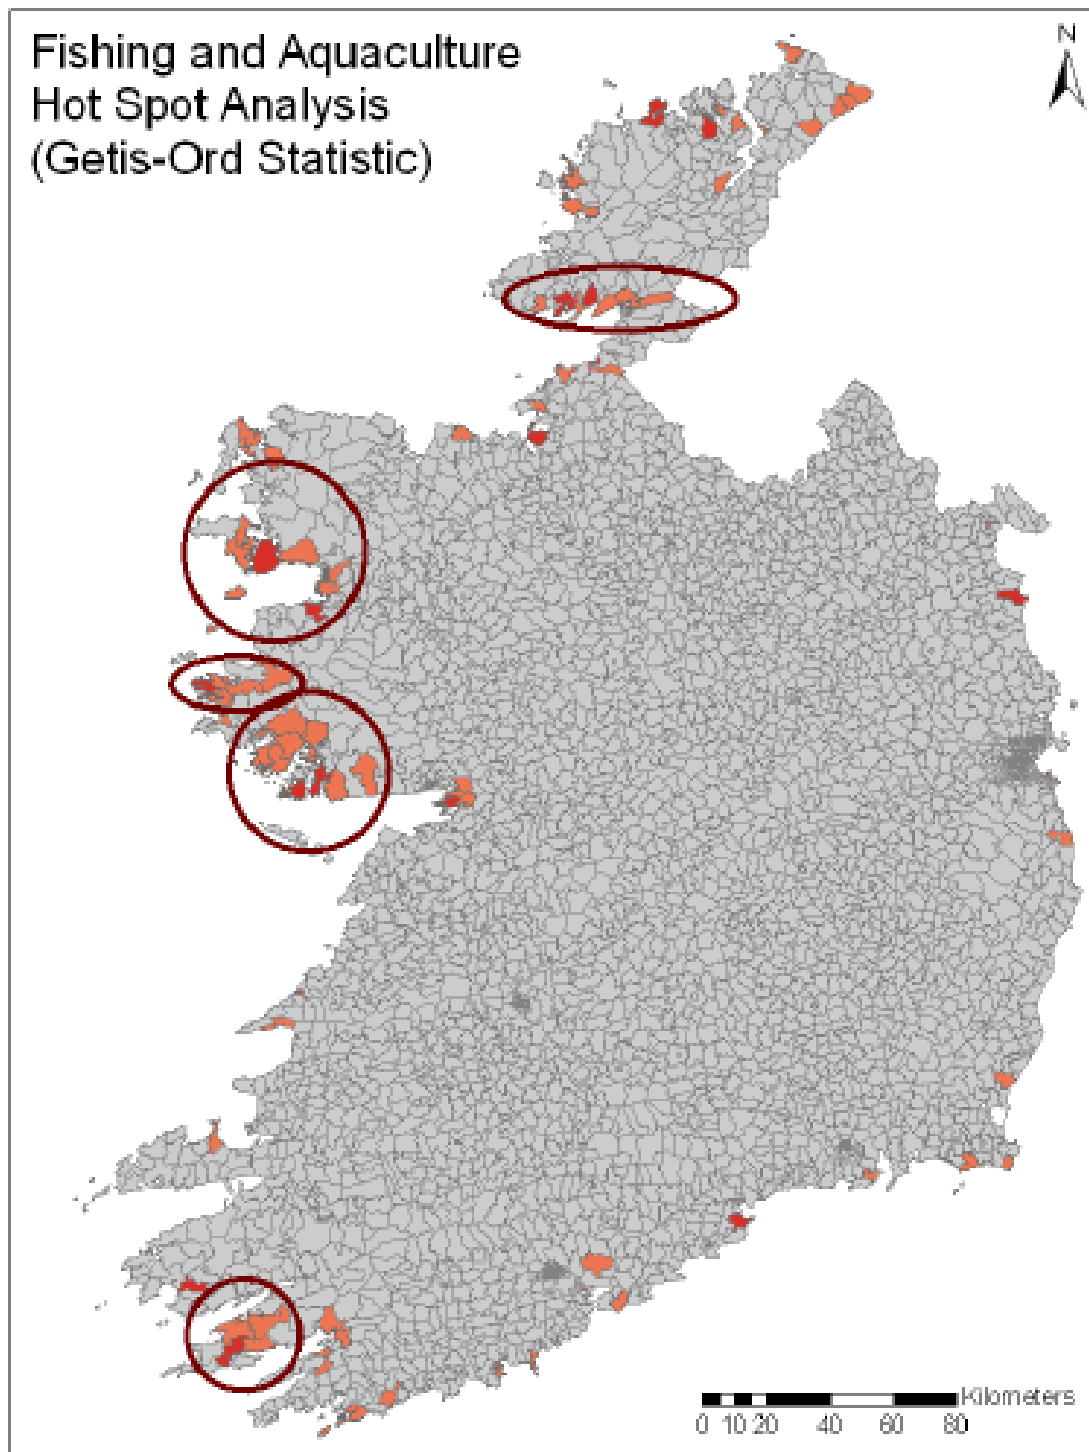 Fishing and Aquaculture
Hot Spot Analysis
(Getis-Ord Statistic)
N
Kilometers
0 10 20 40 60 80